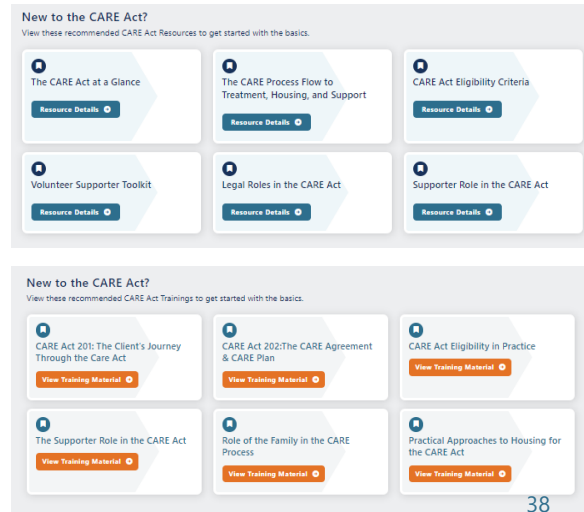 New to the CARE Act?
View these recommended CARE Act Resources to get started with the basics.
The CARE Act at a Glance
Resource Details
The CARE Process Flow to
Treatment, Housing, and Support
Resource Details
CARE Act Eligibility Criteria
Resource Details
Volunteer Supporter Toolkit
Resource Details
Legal Roles in the CARE Act
Resource Details
Supporter Role in the CARE Act
Resource Details
New to the CARE Act?
View these recommended CARE Act Trainings to get started with the basics.
CARE Act 201: The Client's Journey
Through the Care Act
View Training Material
CARE Act 202:The CARE Agreement
& CARE Plan
View Training Material
CARE Act Eligibility in Practice
View Training Material
The Supporter Role in the CARE Act
View Training Material
Role of the Family in the CARE
Process
View Training Material
Practical Approaches to Housing for
the CARE Act
View Training Material
38